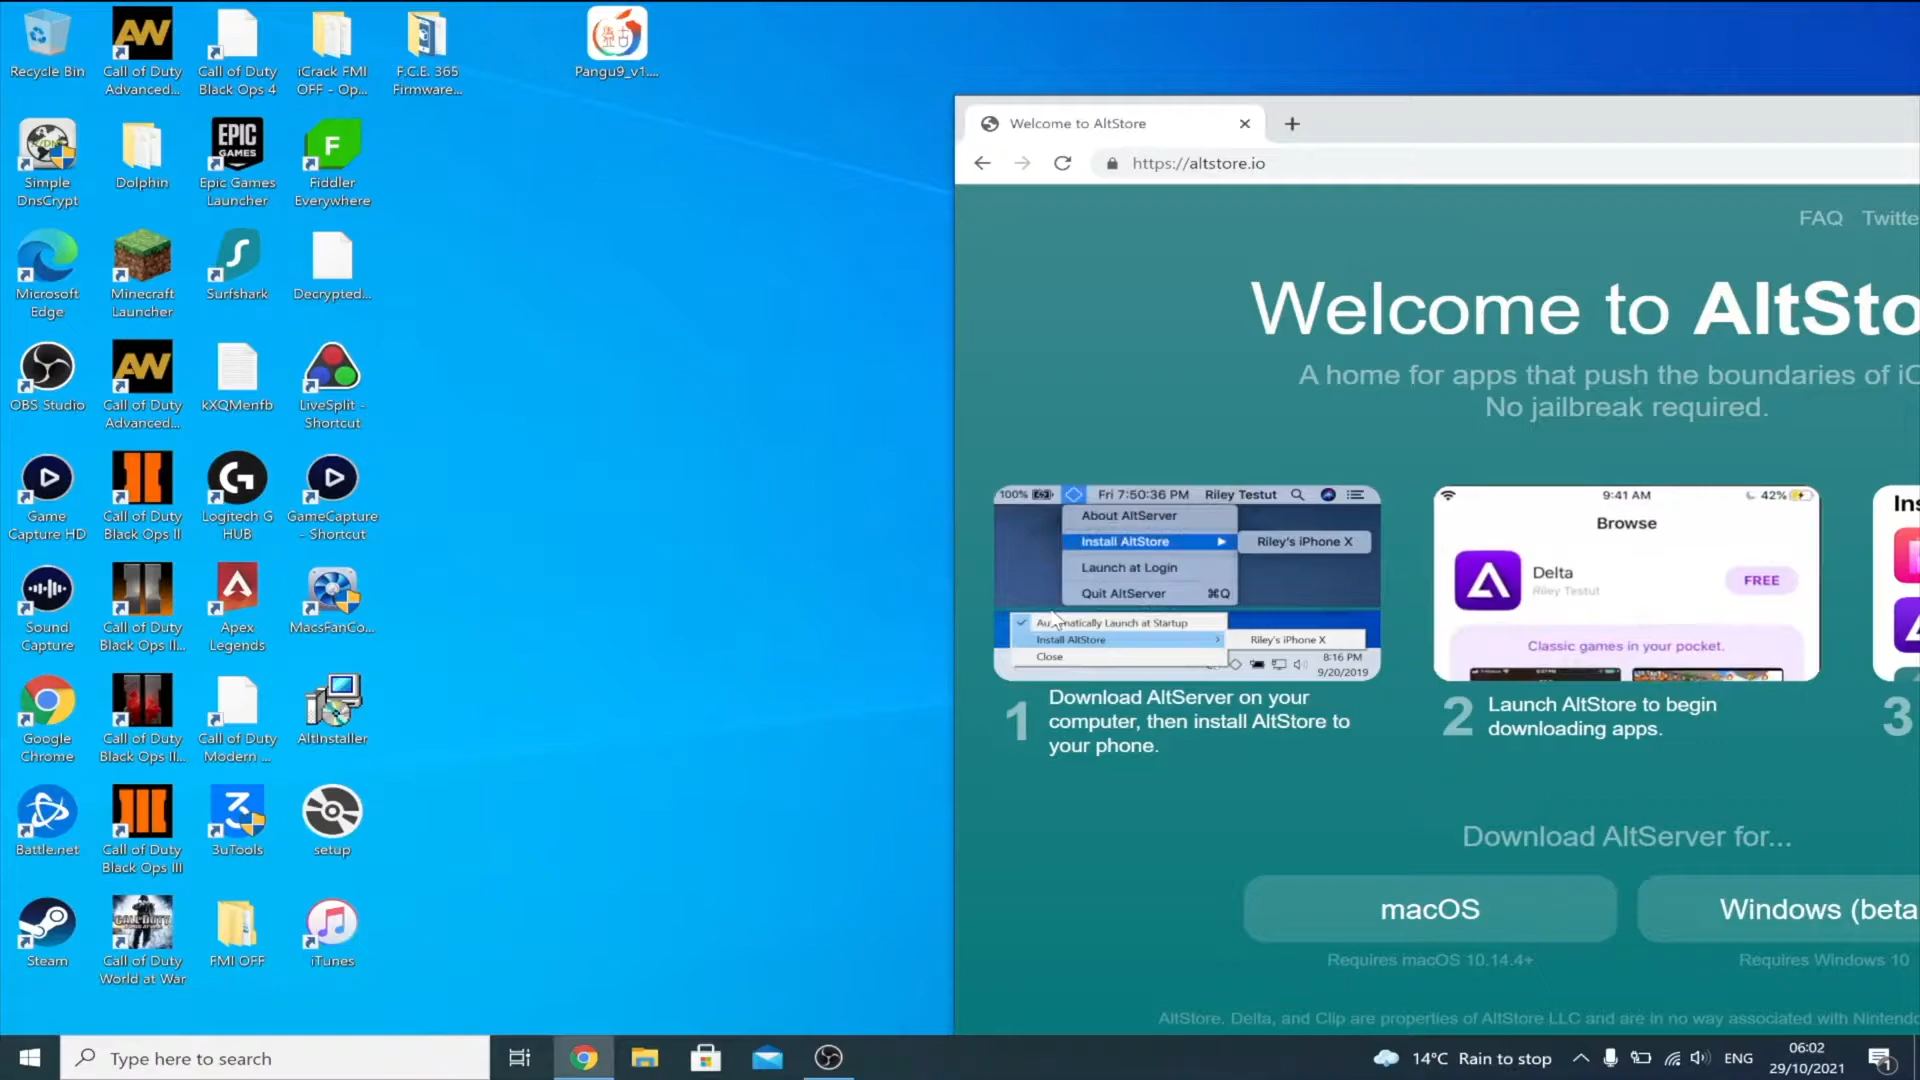 Recycle Bin
Call of Duty
Advanced...
Call of Duty
Black Ops 4
iCrack FMI
OFF - Op...
F.C.E. 365
Firmware...
Pangu9_v1....
Simple
DnsCrypt
Dolphin
EPIC
GAMES
Epic Games
Launcher
Fiddler
Everywhere
Microsoft
Edge
Minecraft
Launcher
Surfshark
Decrypted...
OBS Studio
Call of Duty
Advanced...
kXQMenfb
LiveSplit -
Shortcut
Game
Capture HD
Call of Duty
Black Ops II
Logitech G
HUB
GameCapture
- Shortcut
Sound
Capture
Call of Duty
Black Ops II...
Apex
Legends
MacsFanCo...
Google
Chrome
Call of Duty
Black Ops II...
Call of Duty
Modern ...
AltInstaller
Battle.net
Call of Duty
Black Ops III
3uTools
setup
Steam
Call of Duty
World at War
FMI OFF
iTunes
Welcome to AltStore
https://altstore.io
FAQ Twitte
Welcome to AltSto
A home for apps that push the boundaries of iO
No jailbreak required.
100% Fri 7:50:36 PM Riley Testut
About AltServer
Install AltStore Riley's iPhone X
Launch at Login
Quit AltServer ⌘Q
Automatically Launch at Startup
Install AltStore Riley's iPhone X
Close
8:16 PM
9/20/2019
1 Download AltServer on your
computer, then install AltStore to
your phone.
9:41 AM 42%
Browse
Delta
Riley Testut
FREE
Classic games in your pocket.
2 Launch AltStore to begin
downloading apps.
Ins
3
Download AltServer for...
macOS
Requires macOS 10.14.4+
Windows (beta
Requires Windows 10
AltStore, Delta, and Clip are properties of AltStore LLC and are in no way associated with Nintendo
Type here to search
14°C Rain to stop
ENG
06:02
29/10/2021
1